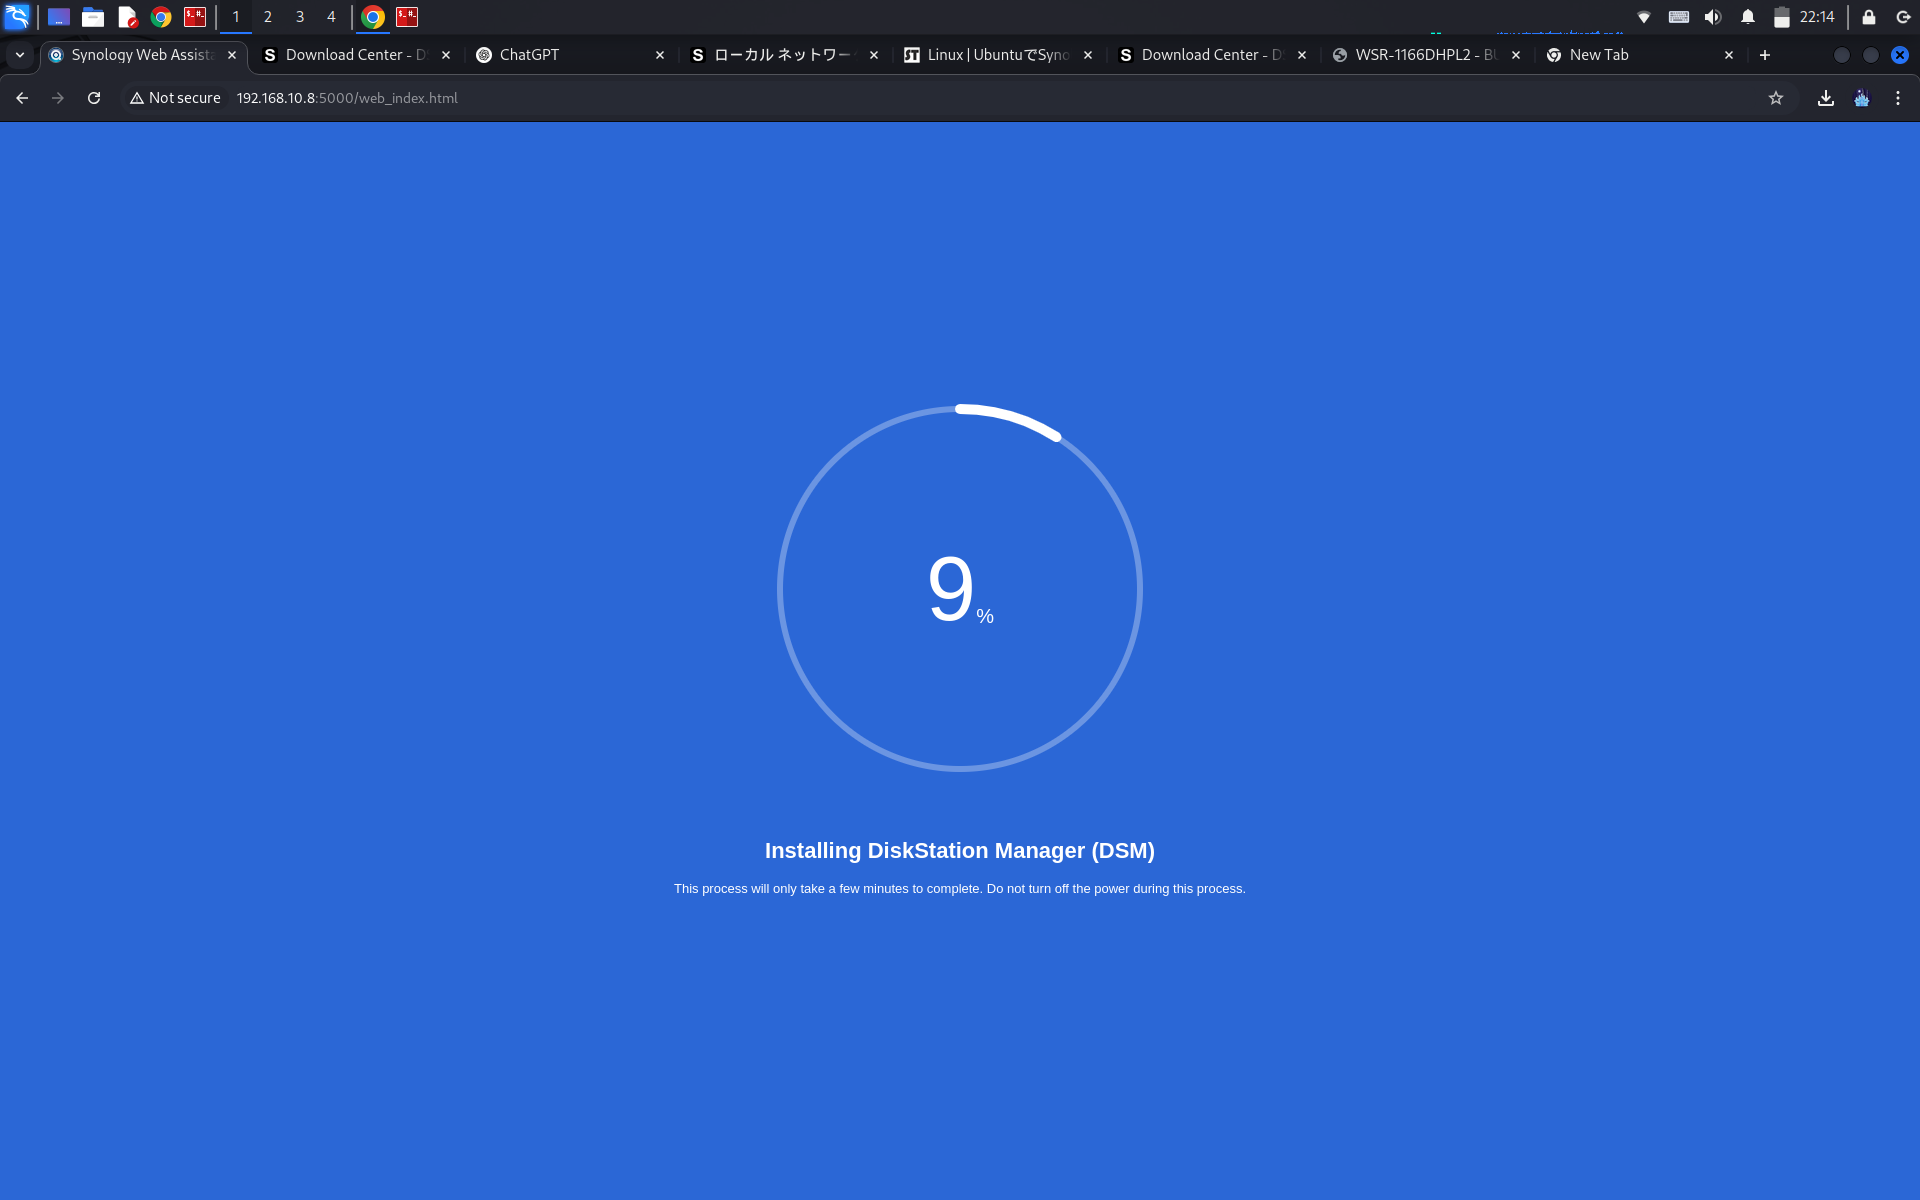 1 2 3 4 22:14
Synology Web Assista Download Center - D ChatGPT ローカル ネットワー Linux | UbuntuでSyno Download Center - D WSR-1166DHPL2 - BU New Tab
Not secure 192.168.10.8:5000/web_index.html
9%
Installing DiskStation Manager (DSM)
This process will only take a few minutes to complete. Do not turn off the power during this process.